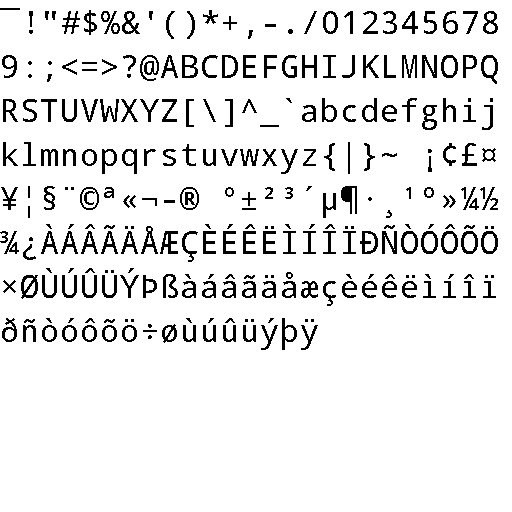 ¯!"#$%&'()*+,-./012345678
9:;<=>?@ABCDEFGHIJKLMNOPQ
RSTUVWXYZ[\]^_`abcdefghij
klmnopqrstuvwxyz{|}~ ¡¢£¤
¥¦§¨©ª«¬-® °±²³´µ¶·¸¹º»¼½
¾¿ÀÁÂÃÄÅÆÇÈÉÊËÌÍÎÏÐÑÒÓÔÕÖ
×ØÙÚÛÜÝÞßàáâãäåæçèéêëìíîï
ðñòóôõö÷øùúûüýþÿ